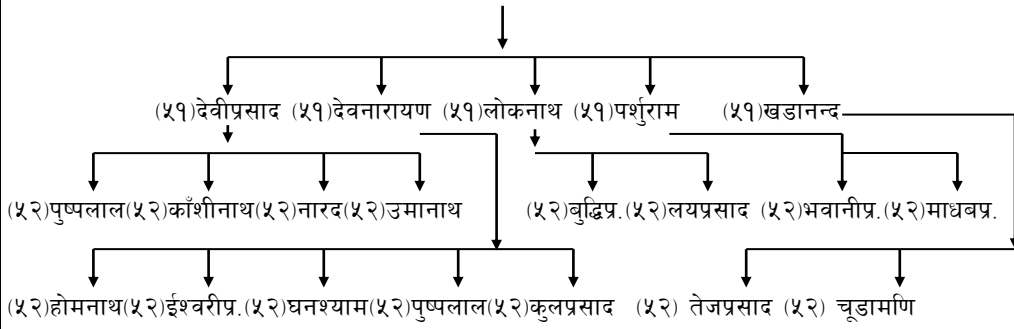 (५१)देवीप्रसाद (५१)देवनारायण (५१)लोकनाथ (५१)पर्शुराम (५१)खडानन्द
(५२)पुष्पलाल(५२)काँशीनाथ(५२)नारद(५२)उमानाथ (५२)बुद्धिप्र.(५२)लयप्रसाद (५२)भवानीप्र.(५२)माधबप्र.
(५२)होमनाथ(५२)ईश्वरीप्र.(५२)घनश्याम(५२)पुष्पलाल(५२)कुलप्रसाद (५२) तेजप्रसाद (५२) चूडामणि